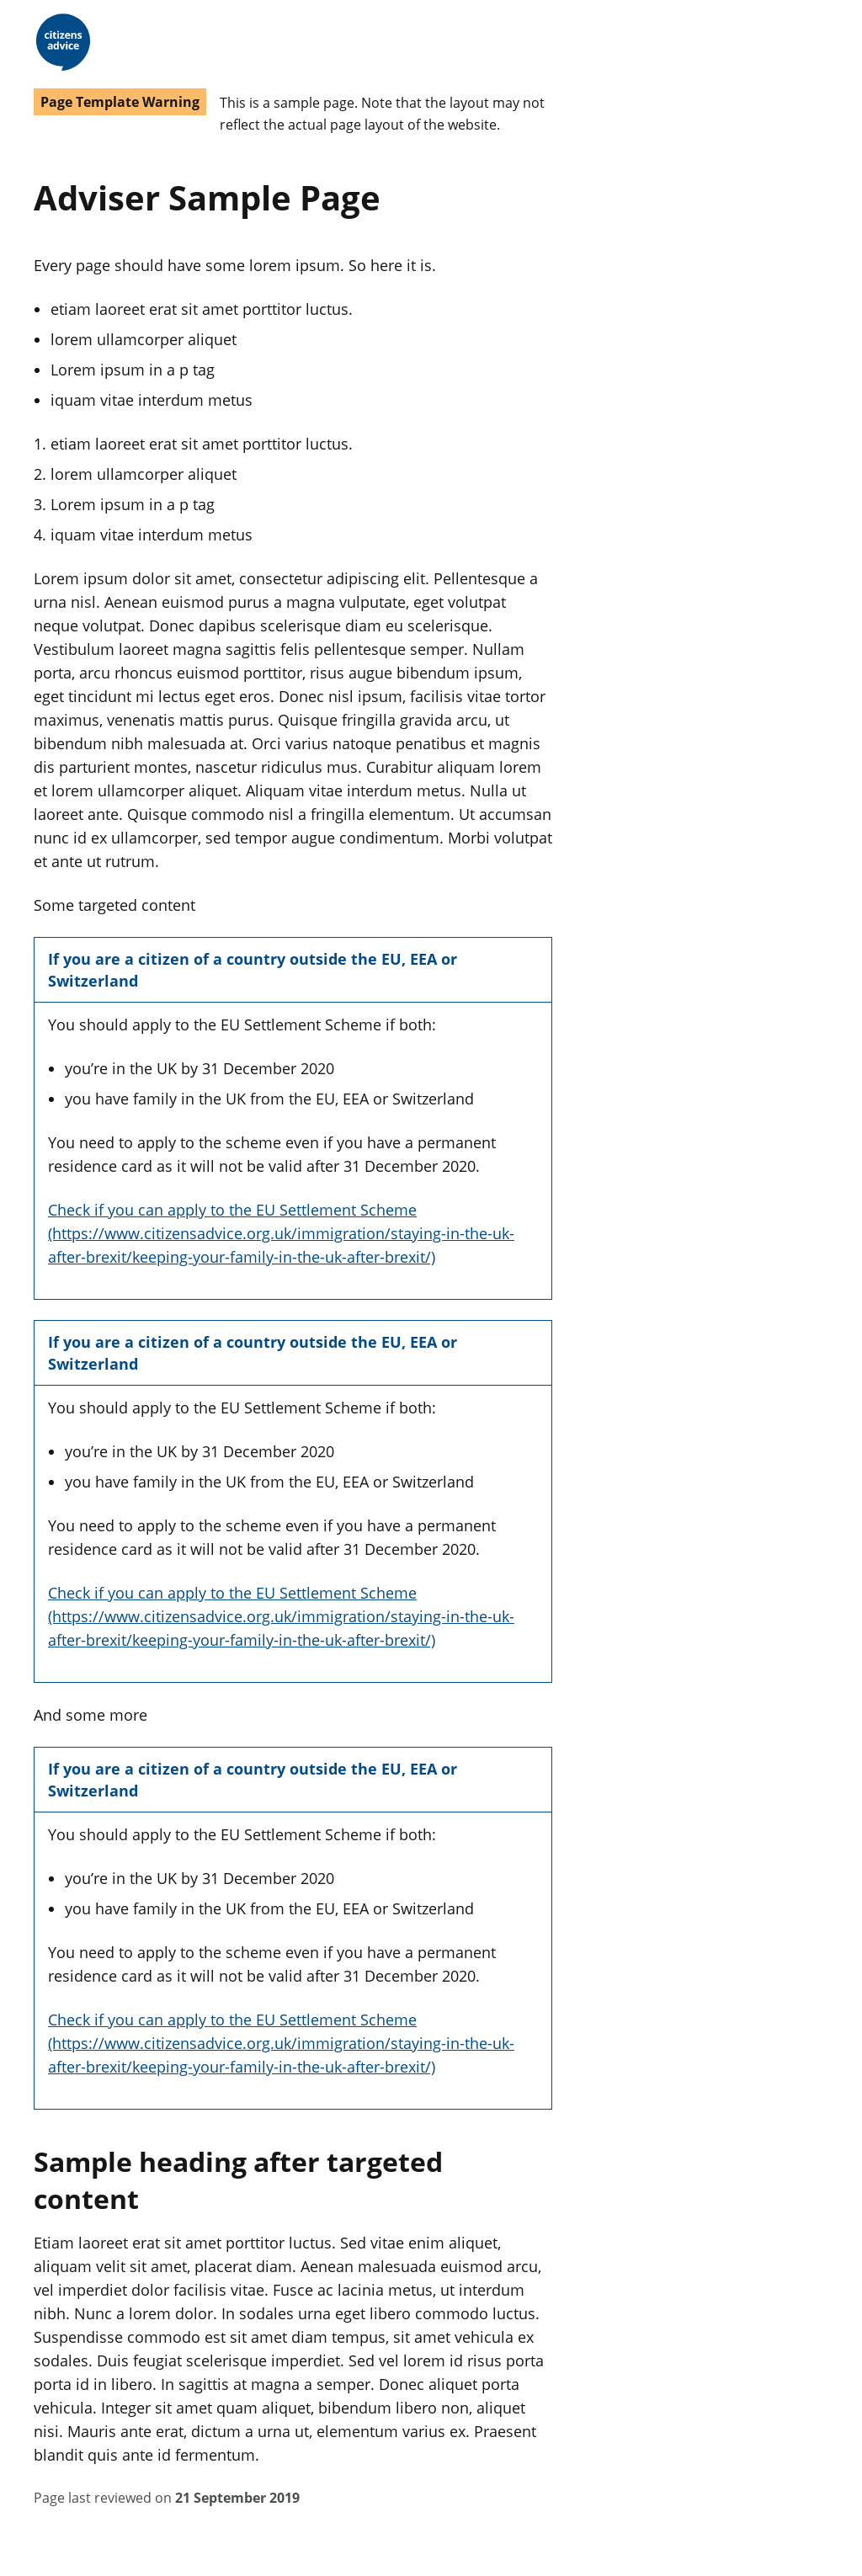 citizens
advice
Page Template Warning
This is a sample page. Note that the layout may not
reflect the actual page layout of the website.
Adviser Sample Page
Every page should have some lorem ipsum. So here it is.
• etiam laoreet erat sit amet porttitor luctus.
• lorem ullamcorper aliquet
• Lorem ipsum in a p tag
• iquam vitae interdum metus
1. etiam laoreet erat sit amet porttitor luctus.
2. lorem ullamcorper aliquet
3. Lorem ipsum in a p tag
4. iquam vitae interdum metus
Lorem ipsum dolor sit amet, consectetur adipiscing elit. Pellentesque a
urna nisl. Aenean euismod purus a magna vulputate, eget volutpat
neque volutpat. Donec dapibus scelerisque diam eu scelerisque.
Vestibulum laoreet magna sagittis felis pellentesque semper. Nullam
porta, arcu rhoncus euismod porttitor, risus augue bibendum ipsum,
eget tincidunt mi lectus eget eros. Donec nisl ipsum, facilisis vitae tortor
maximus, venenatis mattis purus. Quisque fringilla gravida arcu, ut
bibendum nibh malesuada at. Orci varius natoque penatibus et magnis
dis parturient montes, nascetur ridiculus mus. Curabitur aliquam lorem
et lorem ullamcorper aliquet. Aliquam vitae interdum metus. Nulla ut
laoreet ante. Quisque commodo nisl a fringilla elementum. Ut accumsan
nunc id ex ullamcorper, sed tempor augue condimentum. Morbi volutpat
et ante ut rutrum.
Some targeted content
If you are a citizen of a country outside the EU, EEA or
Switzerland
You should apply to the EU Settlement Scheme if both:
• you’re in the UK by 31 December 2020
• you have family in the UK from the EU, EEA or Switzerland
You need to apply to the scheme even if you have a permanent
residence card as it will not be valid after 31 December 2020.
Check if you can apply to the EU Settlement Scheme
(https://www.citizensadvice.org.uk/immigration/staying-in-the-uk-
after-brexit/keeping-your-family-in-the-uk-after-brexit/)
If you are a citizen of a country outside the EU, EEA or
Switzerland
You should apply to the EU Settlement Scheme if both:
• you’re in the UK by 31 December 2020
• you have family in the UK from the EU, EEA or Switzerland
You need to apply to the scheme even if you have a permanent
residence card as it will not be valid after 31 December 2020.
Check if you can apply to the EU Settlement Scheme
(https://www.citizensadvice.org.uk/immigration/staying-in-the-uk-
after-brexit/keeping-your-family-in-the-uk-after-brexit/)
And some more
If you are a citizen of a country outside the EU, EEA or
Switzerland
You should apply to the EU Settlement Scheme if both:
• you’re in the UK by 31 December 2020
• you have family in the UK from the EU, EEA or Switzerland
You need to apply to the scheme even if you have a permanent
residence card as it will not be valid after 31 December 2020.
Check if you can apply to the EU Settlement Scheme
(https://www.citizensadvice.org.uk/immigration/staying-in-the-uk-
after-brexit/keeping-your-family-in-the-uk-after-brexit/)
Sample heading after targeted
content
Etiam laoreet erat sit amet porttitor luctus. Sed vitae enim aliquet,
aliquam velit sit amet, placerat diam. Aenean malesuada euismod arcu,
vel imperdiet dolor facilisis vitae. Fusce ac lacinia metus, ut interdum
nibh. Nunc a lorem dolor. In sodales urna eget libero commodo luctus.
Suspendisse commodo est sit amet diam tempus, sit amet vehicula ex
sodales. Duis feugiat scelerisque imperdiet. Sed vel lorem id risus porta
porta id in libero. In sagittis at magna a semper. Donec aliquet porta
vehicula. Integer sit amet quam aliquet, bibendum libero non, aliquet
nisi. Mauris ante erat, dictum a urna ut, elementum varius ex. Praesent
blandit quis ante id fermentum.
Page last reviewed on 21 September 2019